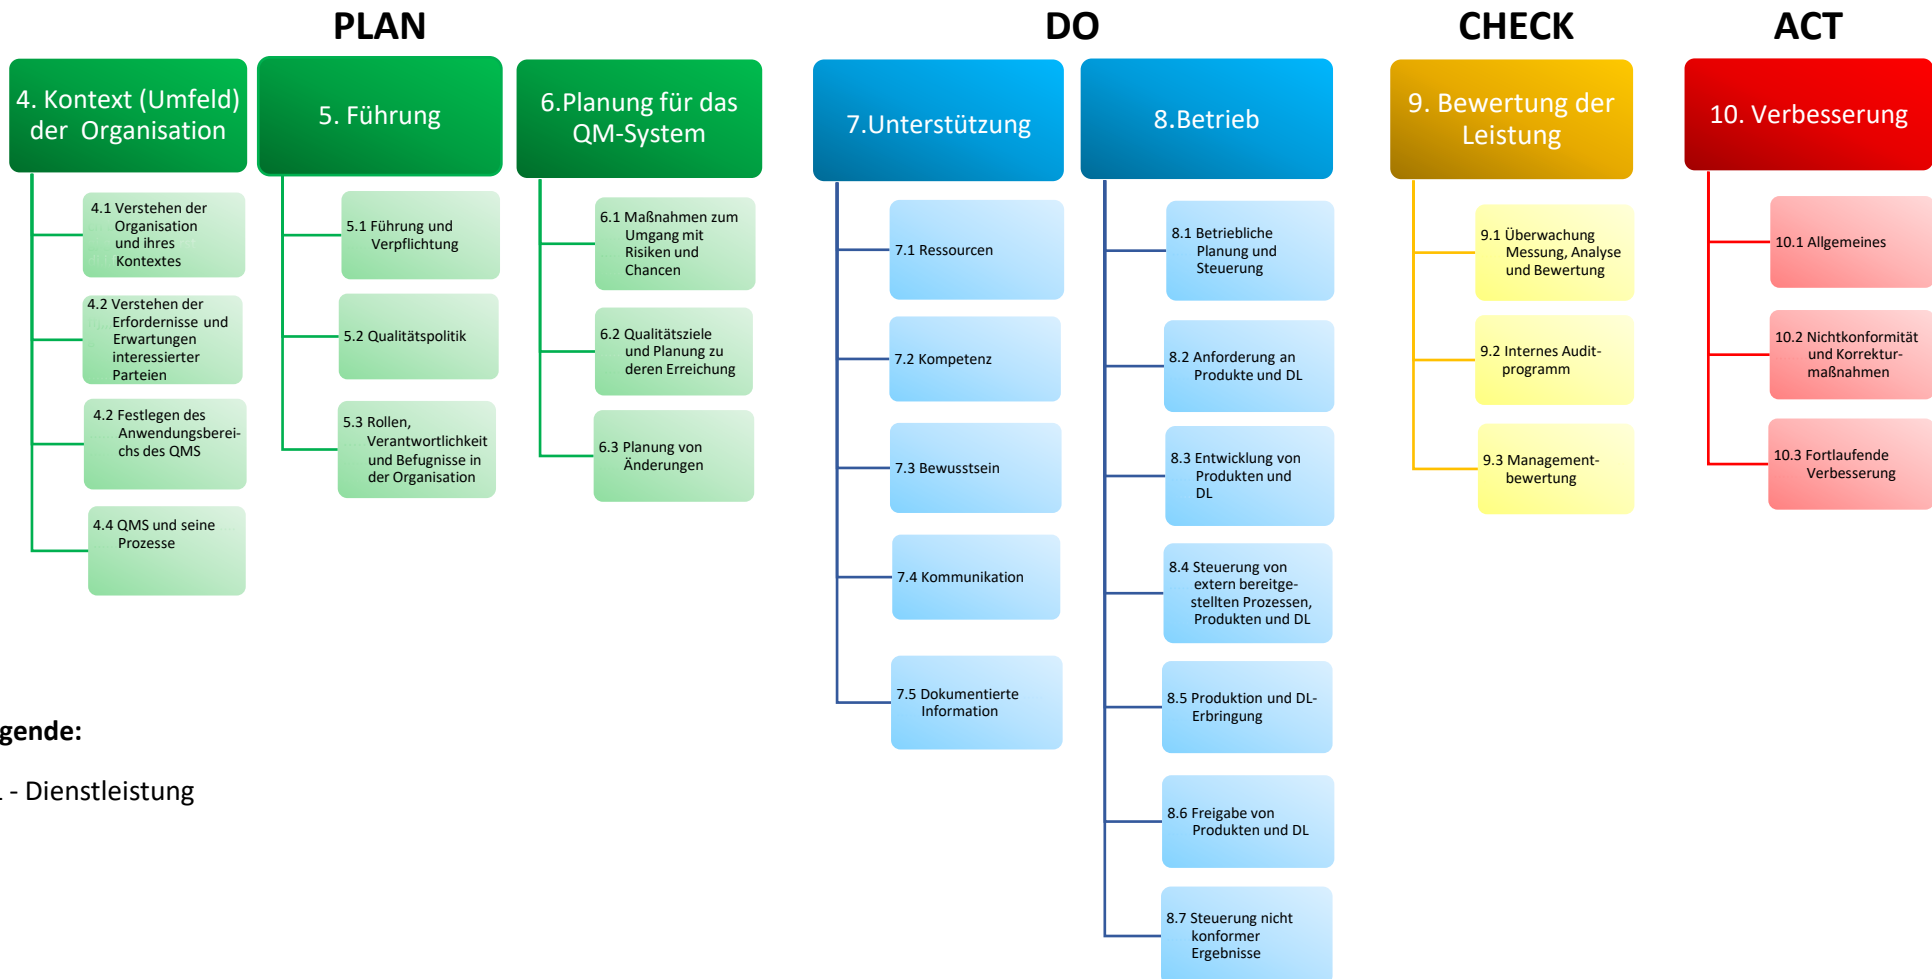 PLAN
4. Kontext (Umfeld)
der Organisation
4.1 Verstehen der
Organisation
und ihres
Kontextes
4.2 Verstehen der
Erfordernisse und
Erwartungen
interessierter
Parteien
4.2 Festlegen des
Anwendungsberei-
chs des QMS
4.4 QMS und seine
Prozesse
5. Führung
5.1 Führung und
Verpflichtung
5.2 Qualitätspolitik
5.3 Rollen,
Verantwortlichkeit
und Befugnisse in
der Organisation
6.Planung für das
QM-System
6.1 Maßnahmen zum
Umgang mit
Risiken und
Chancen
6.2 Qualitätsziele
und Planung zu
deren Erreichung
6.3 Planung von
Änderungen
DO
7.Unterstützung
7.1 Ressourcen
7.2 Kompetenz
7.3 Bewusstsein
7.4 Kommunikation
7.5 Dokumentierte
Information
8.Betrieb
8.1 Betriebliche
Planung und
Steuerung
8.2 Anforderung an
Produkte und DL
8.3 Entwicklung von
Produkten und
DL
8.4 Steuerung von
extern bereitge-
stellten Prozessen,
Produkten und DL
8.5 Produktion und DL-
Erbringung
8.6 Freigabe von
Produkten und DL
8.7 Steuerung nicht
konformer
Ergebnisse
CHECK
9. Bewertung der
Leistung
9.1 Überwachung
Messung, Analyse
und Bewertung
9.2 Internes Audit-
programm
9.3 Management-
bewertung
ACT
10. Verbesserung
10.1 Allgemeines
10.2 Nichtkonformität
und Korrektur-
maßnahmen
10.3 Fortlaufende
Verbesserung
gende:
- Dienstleistung